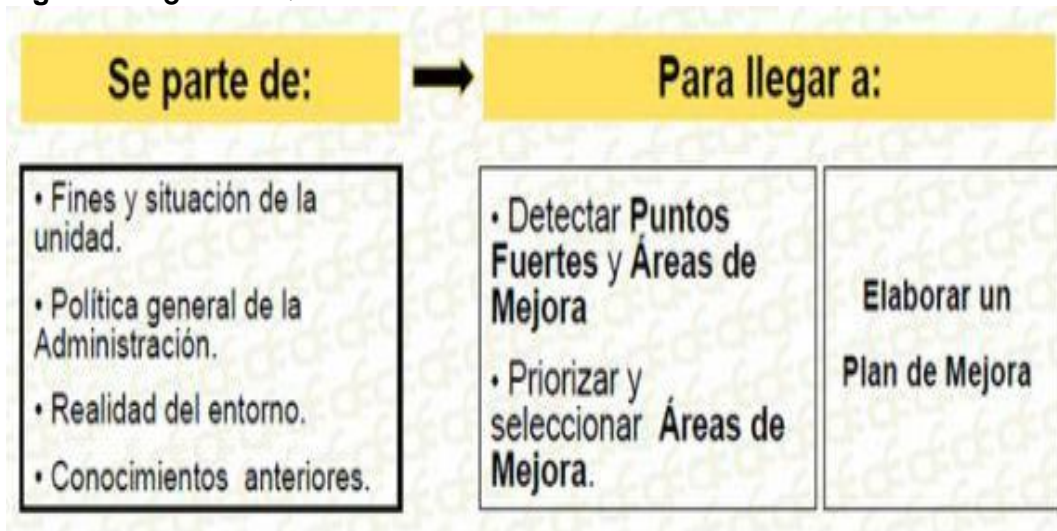 Se parte de:
Para llegar a:
• Fines y situación de la
unidad.
• Política general de la
Administración.
• Realidad del entorno.
• Conocimientos anteriores.
• Detectar Puntos
Fuertes y Áreas de
Mejora
• Priorizar y
seleccionar Áreas de
Mejora.
Elaborar un
Plan de Mejora